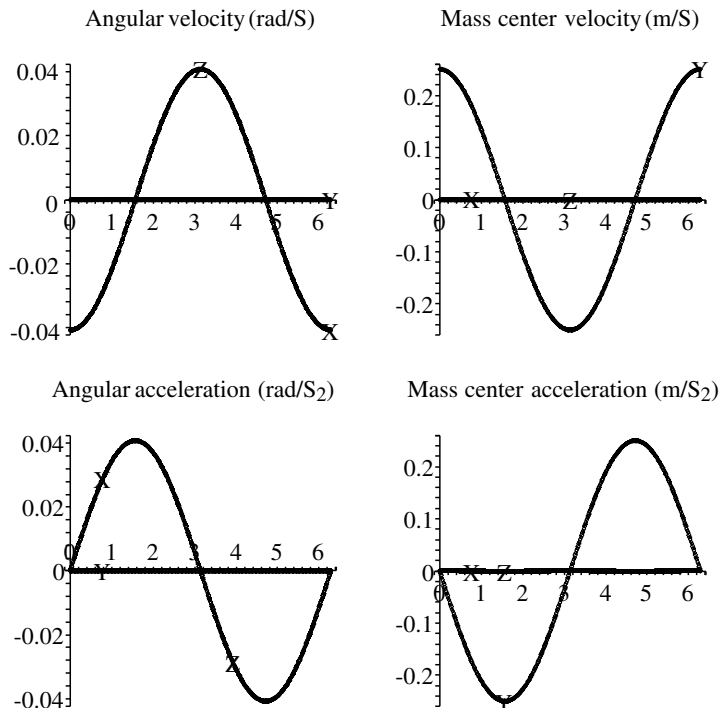 Angular velocity (rad/S)
Mass center velocity (m/S)
0.04
0.02
0
-0.02
-0.04
0 1 2 3 4 5 6
Z
Y
X
0.2
0
-0.1
-0.2
0 1 2 3 4 5 6
Y
X
Z
Angular acceleration (rad/S2)
Mass center acceleration (m/S2)
0.04
0.02
0
-0.02
-0.04
0 1 2 3 4 5 6
X
Y
Z
0.2
0.1
0
-0.1
-0.2
0 1 2 3 4 5 6
X Z
Y